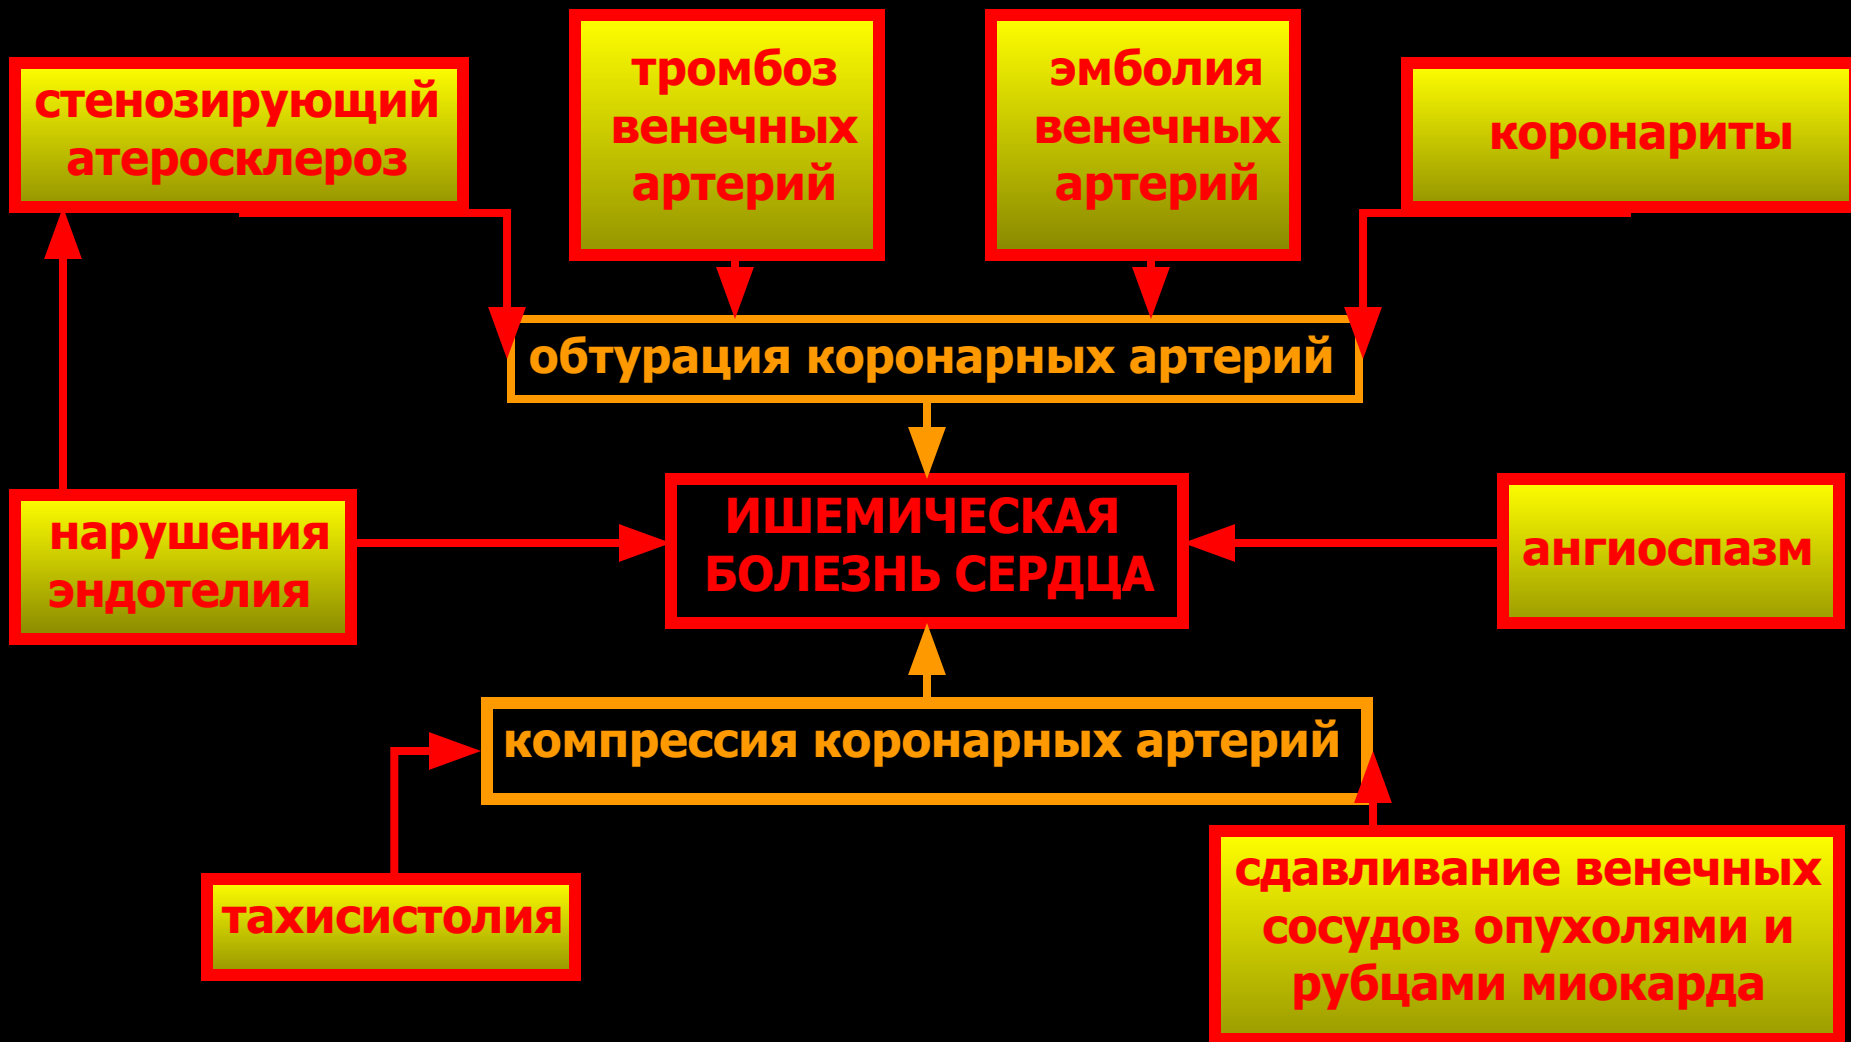 стенозирующий
атеросклероз
тромбоз
венечных
артерий
эмболия
венечных
артерий
коронариты
обтурация коронарных артерий
нарушения
эндотелия
ИШЕМИЧЕСКАЯ
БОЛЕЗНЬ СЕРДЦА
ангиоспазм
компрессия коронарных артерий
тахисистолия
сдавливание венечных
сосудов опухолями и
рубцами миокарда